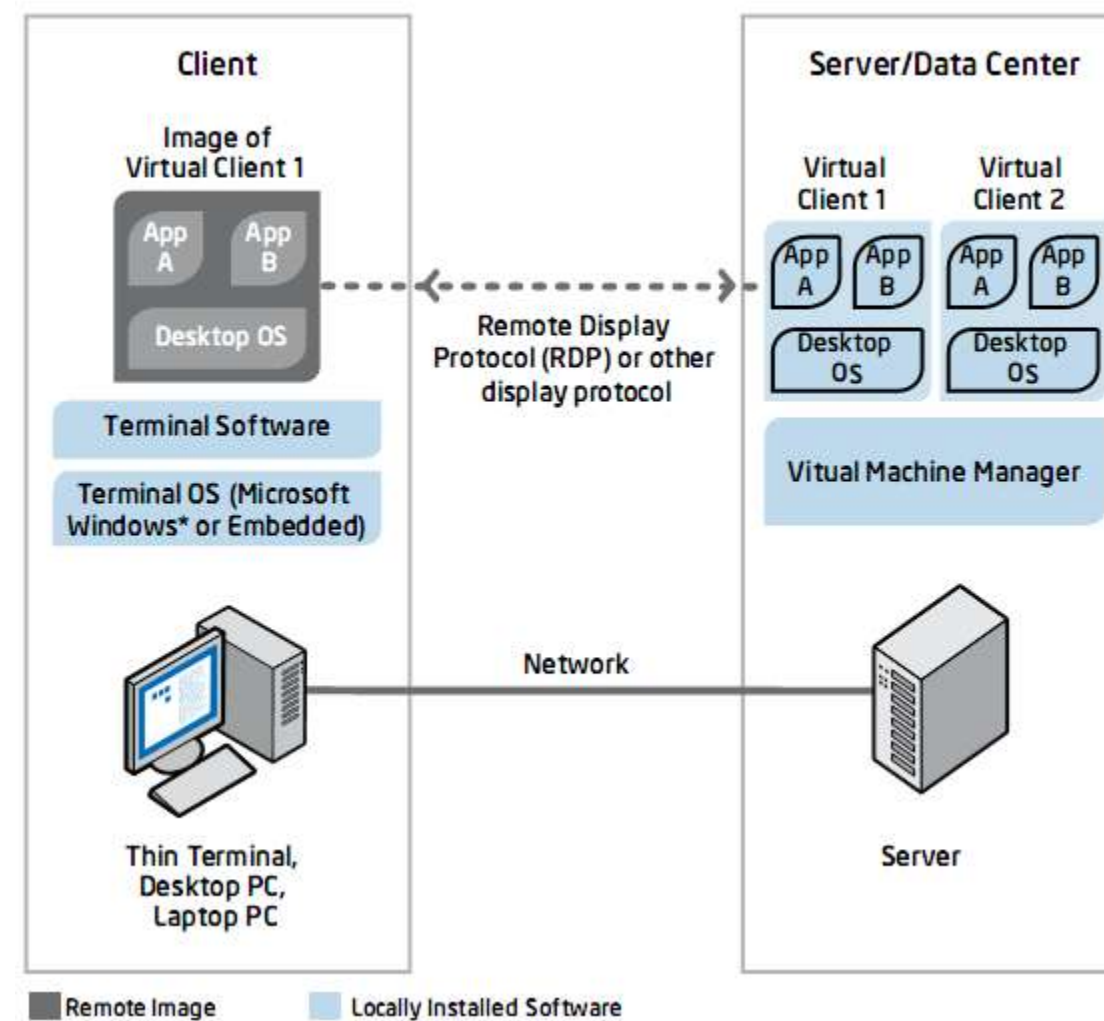 Client
Image of
Virtual Client 1
App
A
App
B
Desktop OS
Terminal Software
Terminal OS (Microsoft
Windows* or Embedded)
Thin Terminal,
Desktop PC,
Laptop PC
Remote Display
Protocol (RDP) or other
display protocol
Network
Server/Data Center
Virtual
Client 1
Virtual
Client 2
App
A
App
B
App
A
App
B
Desktop
OS
Desktop
OS
Vitual Machine Manager
Server
Remote Image
Locally Installed Software